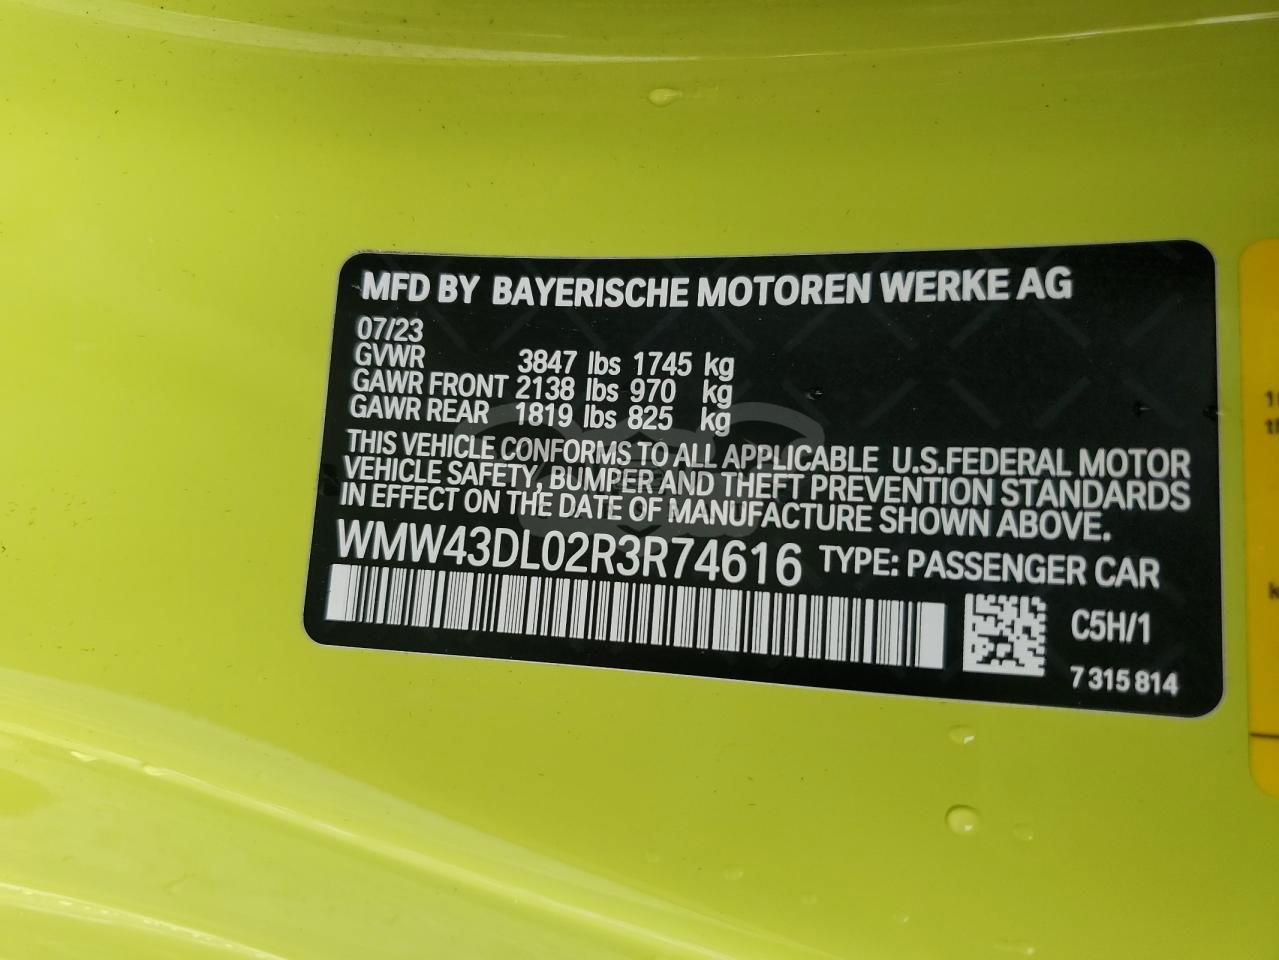 MFD BY BAYERISCHE MOTOREN WERKE AG
07/23
GVWR 3847 lbs 1745 kg
GAWR FRONT 2138 lbs 970 kg
GAWR REAR 1819 lbs 825 kg
THIS VEHICLE CONFORMS TO ALL APPLICABLE U.S.FEDERAL MOTOR
VEHICLE SAFETY, BUMPER AND THEFT PREVENTION STANDARDS
IN EFFECT ON THE DATE OF MANUFACTURE SHOWN ABOVE.
WMW43DL02R3R74616 TYPE: PASSENGER CAR
C5H/1
7 315 814